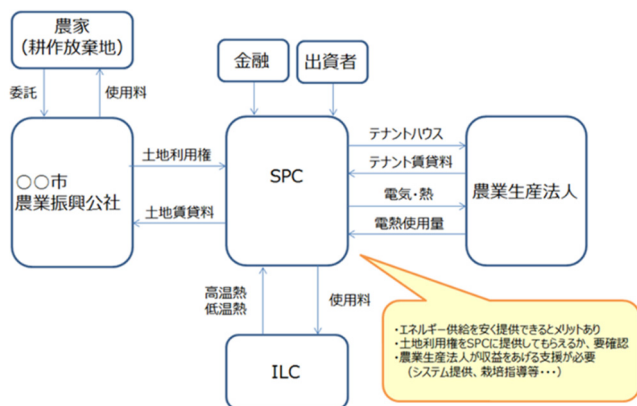 農家
(耕作放棄地)
金融
出資者
委託
使用料
テナントハウス
土地利用権
テナント賃貸料
○○市
農業振興公社
SPC
農業生産法人
電気・熱
土地賃貸料
電熱使用量
高温熱
低温熱
使用料
ILC
・エネルギー供給を安く提供できるとメリットあり
・土地利用権をSPCに提供してもらえるか、要確認
・農業生産法人が収益をあげる支援が必要
(システム提供、栽培指導等・・・)